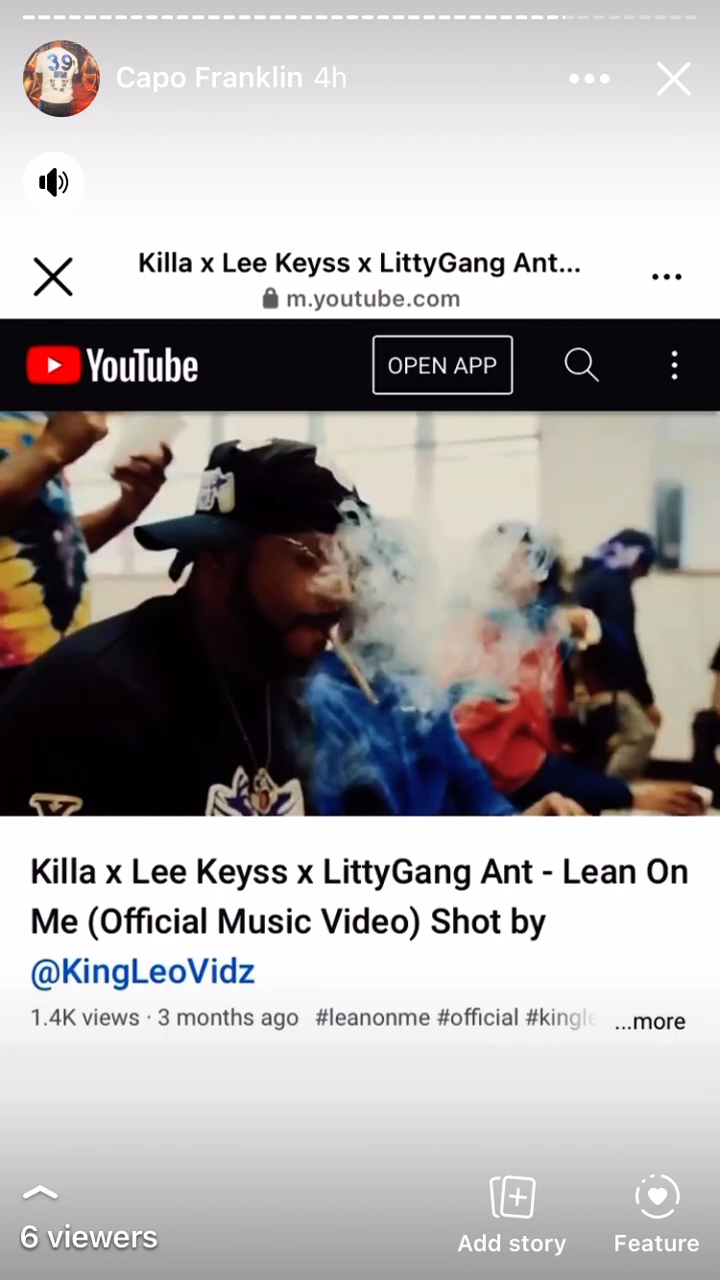 39
Capo Franklin 4h
Killa x Lee Keyss x LittyGang Ant...
m.youtube.com
YouTube
OPEN APP
Killa x Lee Keyss x LittyGang Ant - Lean On
Me (Official Music Video) Shot by
@KingLeoVidz
1.4K views · 3 months ago #leanonme #official #kingle
...more
6 viewers
Add story
Feature